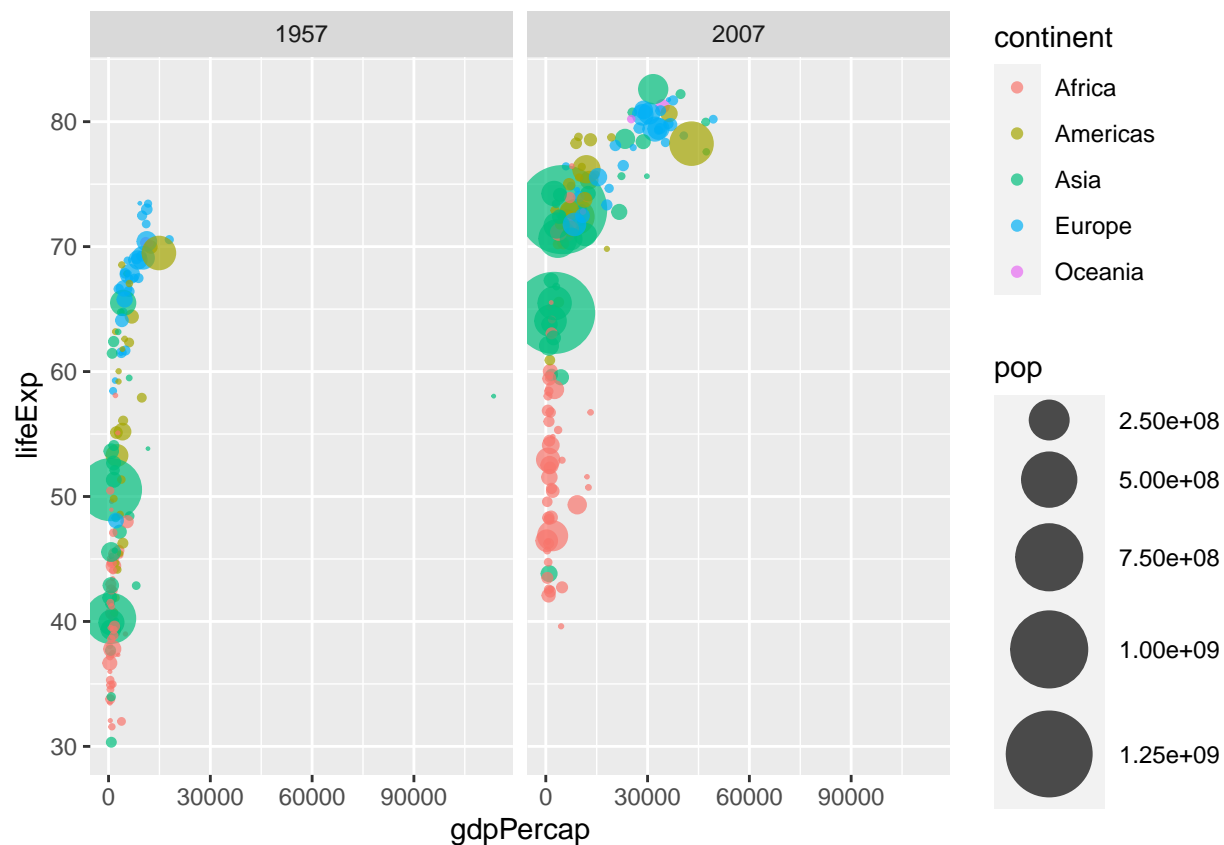 1957
2007
80
70
60
50
40
30
lifeExp
0 30000 60000 90000
0 30000 60000 90000
gdpPercap
continent
Africa
Americas
Asia
Europe
Oceania
pop
2.50e+08
5.00e+08
7.50e+08
1.00e+09
1.25e+09